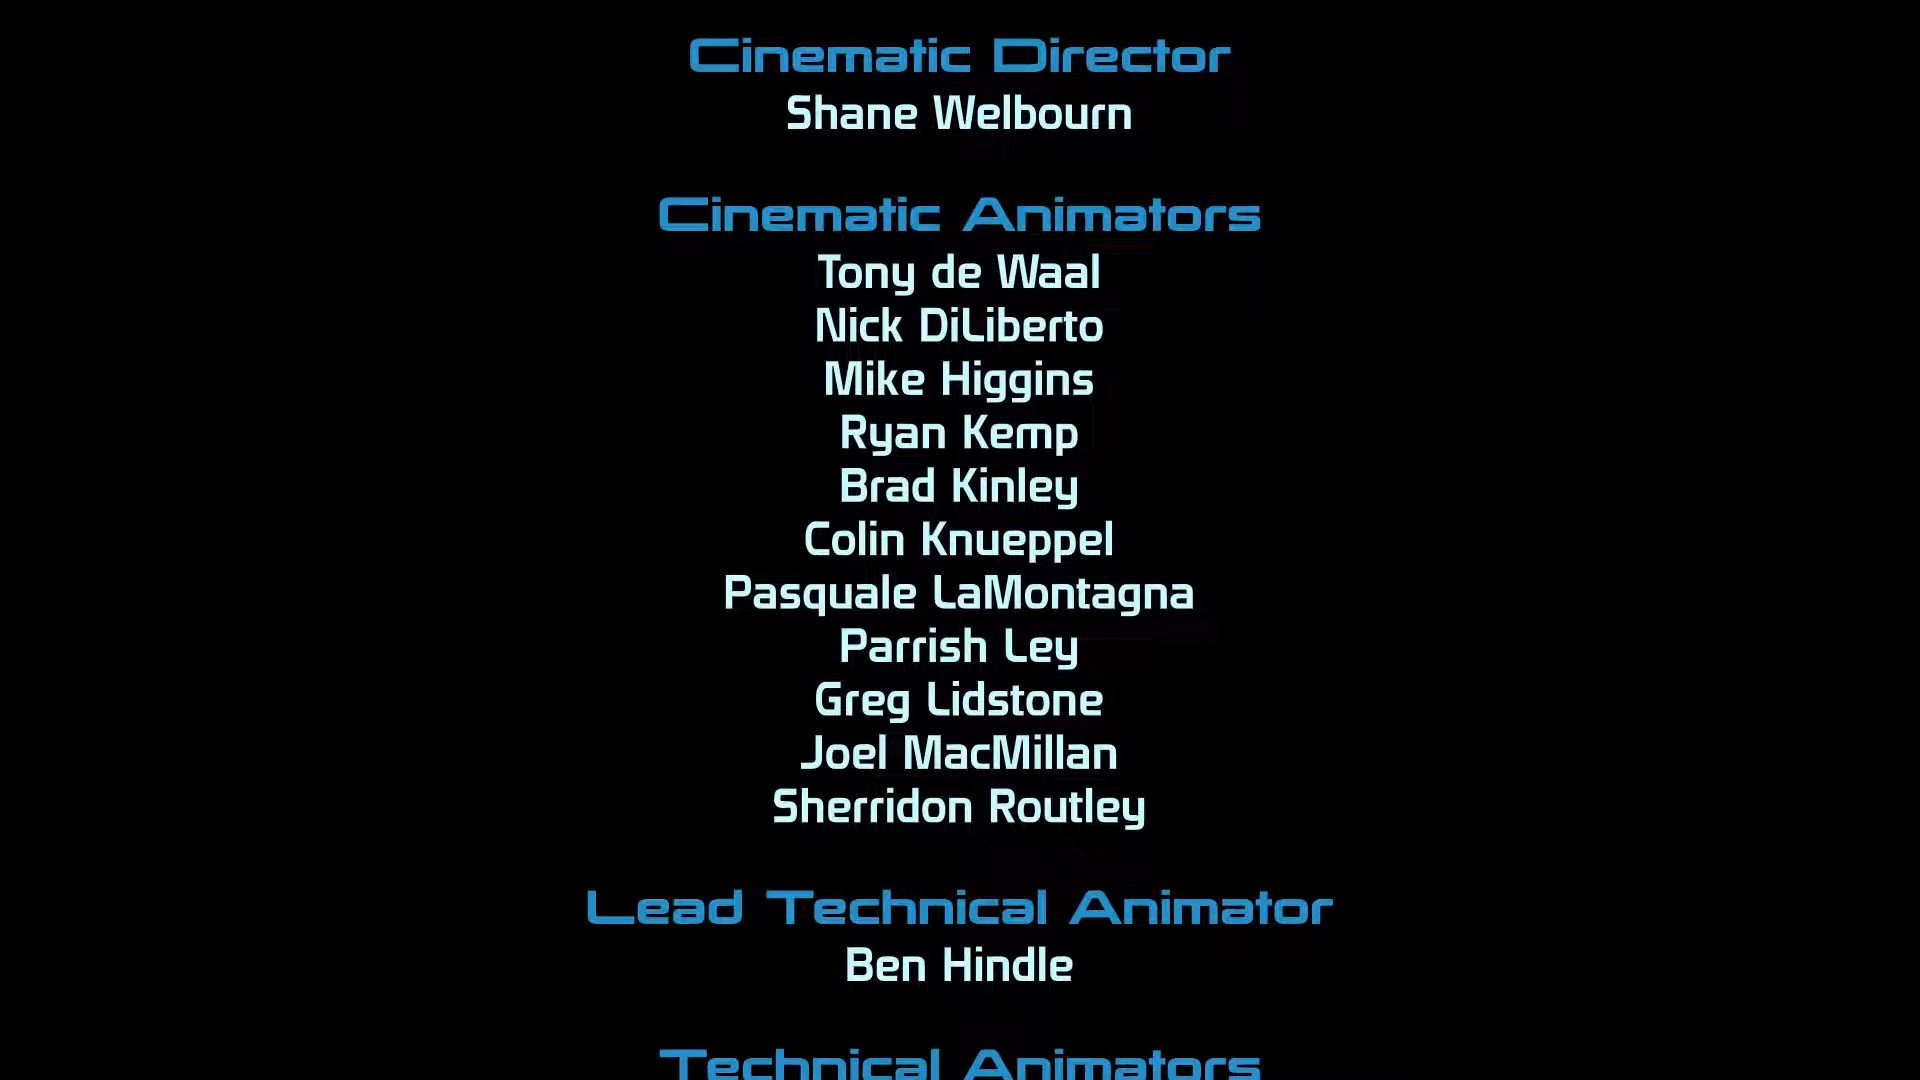 Cinematic Director
Shane Welbourn
Cinematic Animators
Tony de Waal
Nick DiLiberto
Mike Higgins
Ryan Kemp
Brad Kinley
Colin Knueppel
Pasquale LaMontagna
Parrish Ley
Greg Lidstone
Joel MacMillan
Sherridon Routley
Lead Technical Animator
Ben Hindle
Technical Animators